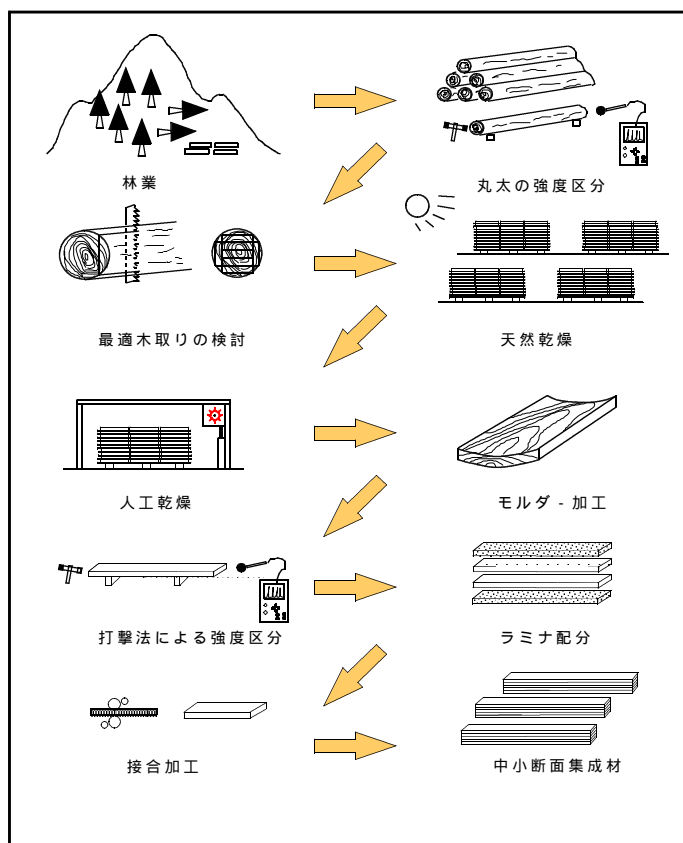 林業
丸太の強度区分
最適木取りの検討
天然乾燥
人工乾燥
モルダ - 加工
打撃法による強度区分
ラミナ配分
接合加工
中小断面集成材